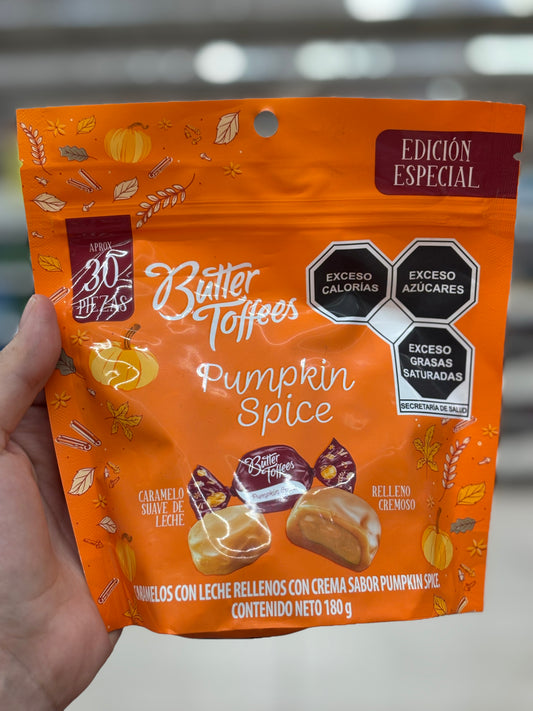 EDICIÓN
ESPECIAL
APROX
30
PIEZAS
Butter
Toffees
Pumpkin
Spice
EXCESO
CALORÍAS
EXCESO
AZÚCARES
EXCESO
GRASAS
SATURADAS
SECRETARÍA DE SALUD
Butter
Toffees
Pumpkin
CARAMELO
SUAVE DE
LECHE
RELLENO
CREMOSO
CARAMELOS CON LECHE RELLENOS CON CREMA SABOR PUMPKIN SPICE.
CONTENIDO NETO 180 g